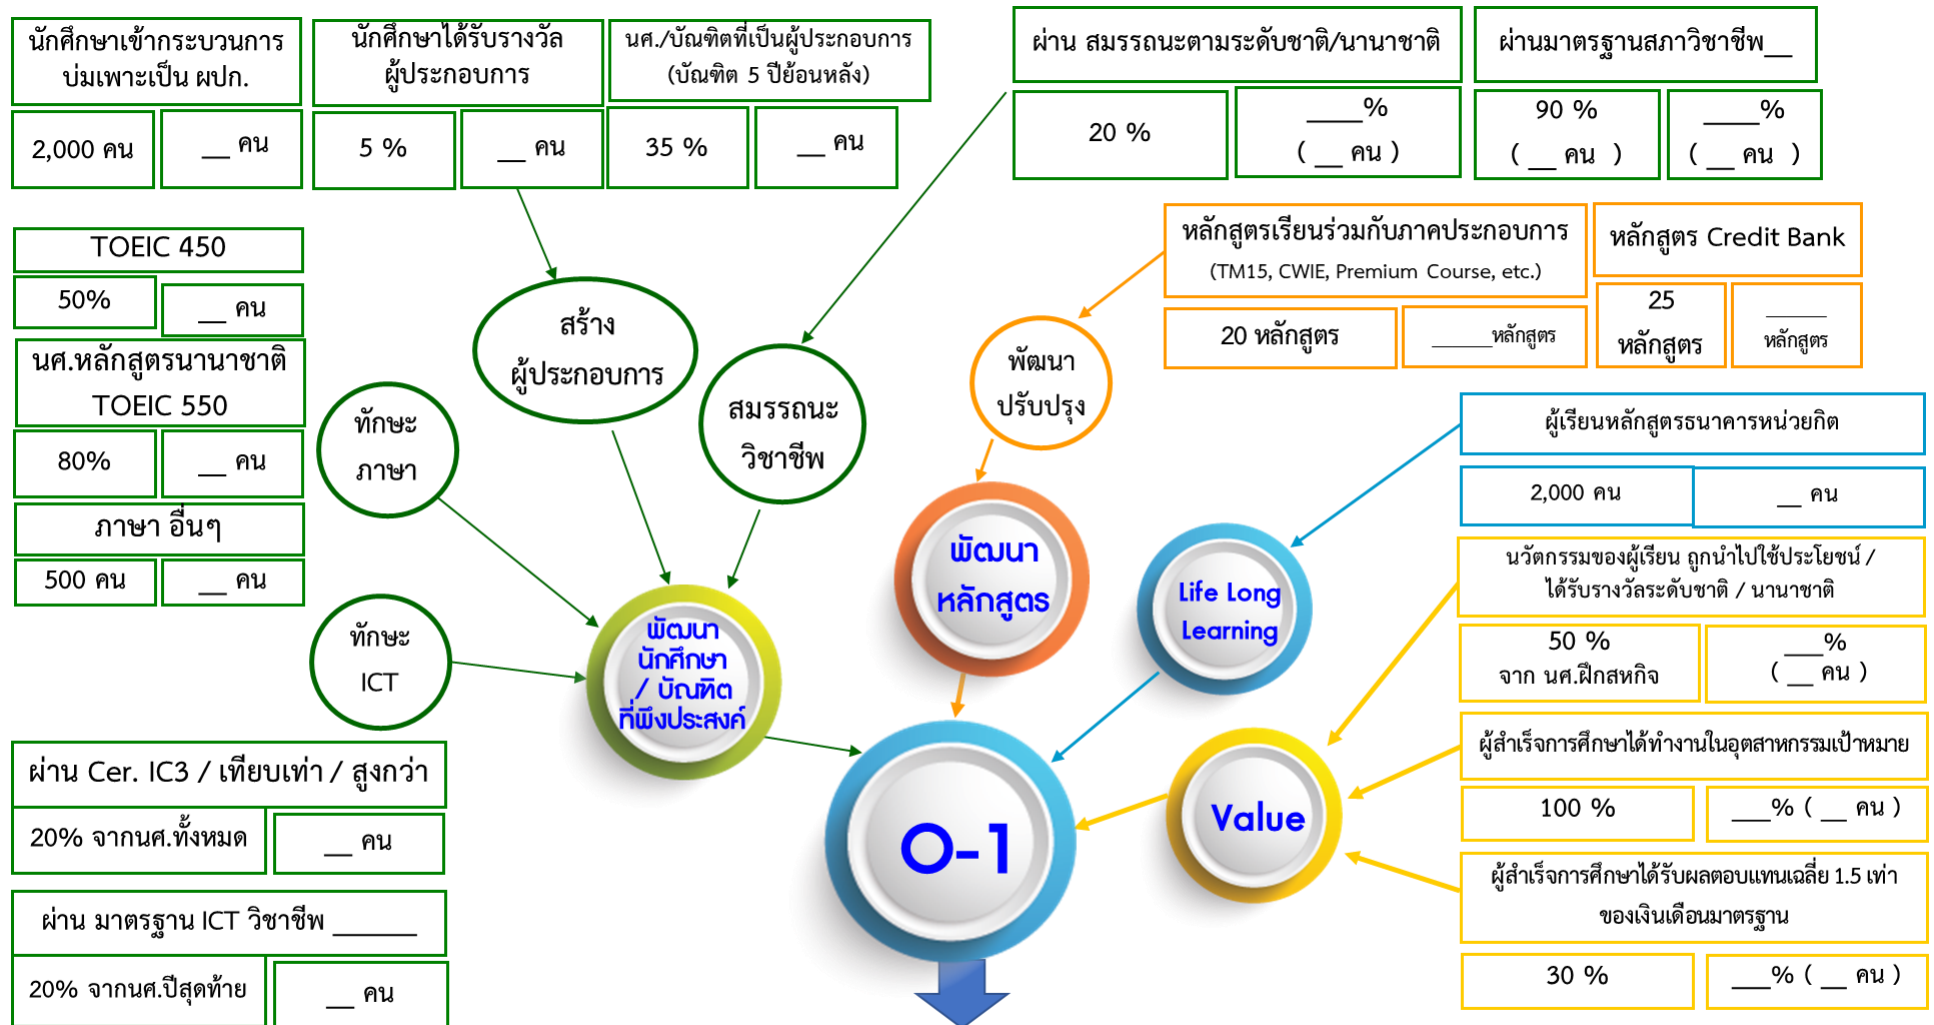 นักศึกษาเข้ากระบวนการ
บ่มเพาะเป็น ผปก.
2,000 คน
__ คน
นักศึกษาได้รับรางวัล
ผู้ประกอบการ
5 %
__ คน
นศ./บัณฑิตที่เป็นผู้ประกอบการ
(บัณฑิต 5 ปีย้อนหลัง)
35 %
__ คน
ผ่าน สมรรถนะตามระดับชาติ/นานาชาติ
20 %
____%
( __ คน )
ผ่านมาตรฐานสภาวิชาชีพ__
90 %
( __ คน )
____%
( __ คน )
TOEIC 450
50%
__ คน
นศ.หลักสูตรนานาชาติ
TOEIC 550
80%
__ คน
ภาษา อื่นๆ
500 คน
__ คน
สร้าง
ผู้ประกอบการ
สมรรถนะ
วิชาชีพ
ทักษะ
ภาษา
ทักษะ
ICT
พัฒนา
นักศึกษา
/ บัณฑิต
ที่พึงประสงค์
หลักสูตรเรียนร่วมกับภาคประกอบการ
(TM15, CWIE, Premium Course, etc.)
20 หลักสูตร
______หลักสูตร
หลักสูตร Credit Bank
25
หลักสูตร
______
หลักสูตร
พัฒนา
ปรับปรุง
พัฒนา
หลักสูตร
Life Long
Learning
ผู้เรียนหลักสูตรธนาคารหน่วยกิต
2,000 คน
__ คน
นวัตกรรมของผู้เรียน ถูกนำไปใช้ประโยชน์ /
ได้รับรางวัลระดับชาติ / นานาชาติ
50 %
จาก นศ.ฝึกสหกิจ
___%
( __ คน )
ผู้สำเร็จการศึกษาได้ทำงานในอุตสาหกรรมเป้าหมาย
100 %
___% ( __ คน )
ผู้สำเร็จการศึกษาได้รับผลตอบแทนเฉลี่ย 1.5 เท่า
ของเงินเดือนมาตรฐาน
30 %
___% ( __ คน )
Value
O-1
ผ่าน Cer. IC3 / เทียบเท่า / สูงกว่า
20% จากนศ.ทั้งหมด
__ คน
ผ่าน มาตรฐาน ICT วิชาชีพ ______
20% จากนศ.ปีสุดท้าย
__ คน